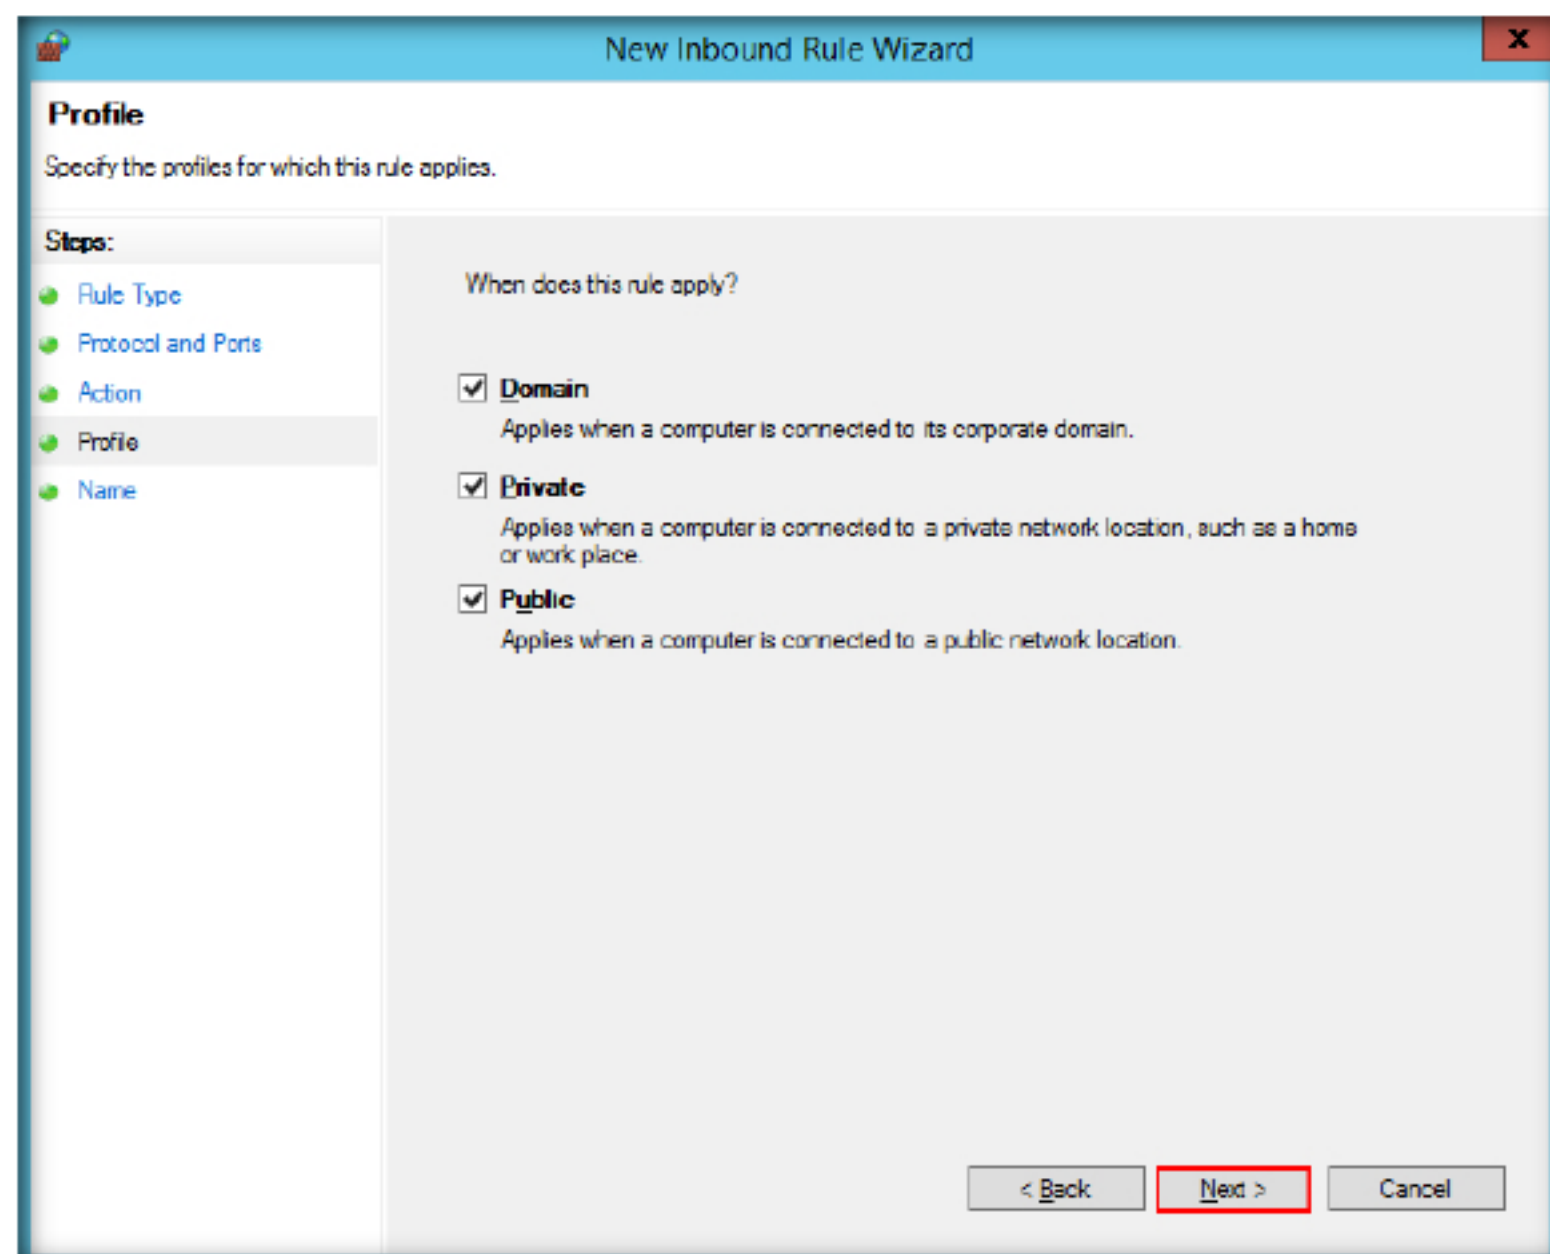 New Inbound Rule Wizard
x
Profile
Specify the profiles for which this rule applies.
Steps:
Rule Type
Protocol and Ports
Action
Profile
Name
When does this rule apply?
Domain
Applies when a computer is connected to its corporate domain.
Private
Applies when a computer is connected to a private network location, such as a home
or work place.
Public
Applies when a computer is connected to a public network location.
< Back
Next >
Cancel